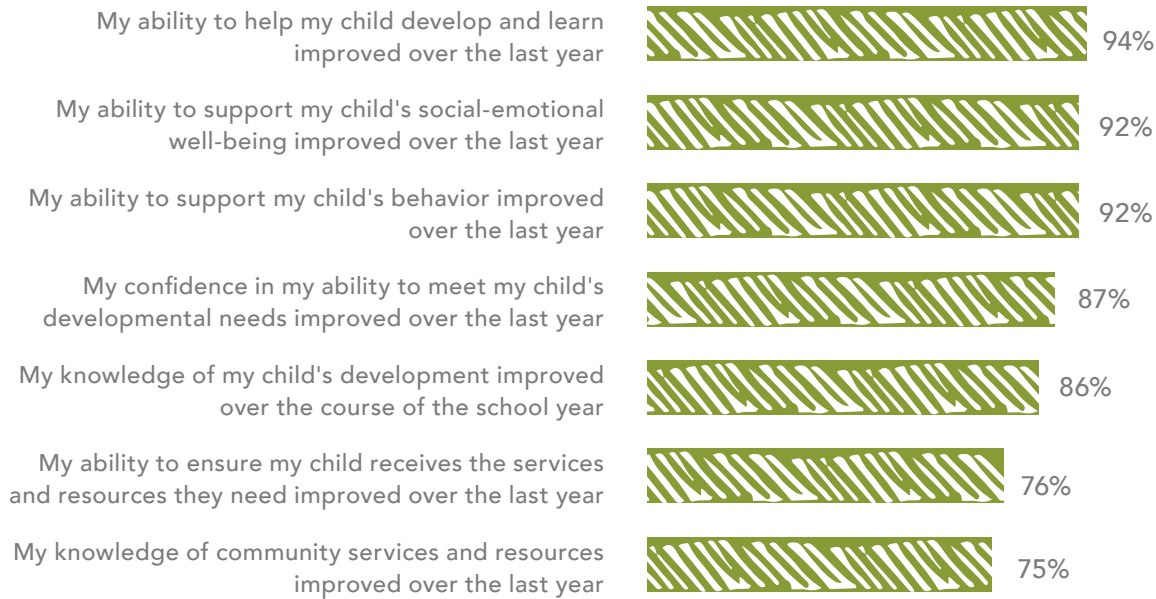 My ability to help my child develop and learn
improved over the last year
94%
My ability to support my child's social-emotional
well-being improved over the last year
92%
My ability to support my child's behavior improved
over the last year
92%
My confidence in my ability to meet my child's
developmental needs improved over the last year
87%
My knowledge of my child's development improved
over the course of the school year
86%
My ability to ensure my child receives the services
and resources they need improved over the last year
76%
My knowledge of community services and resources
improved over the last year
75%